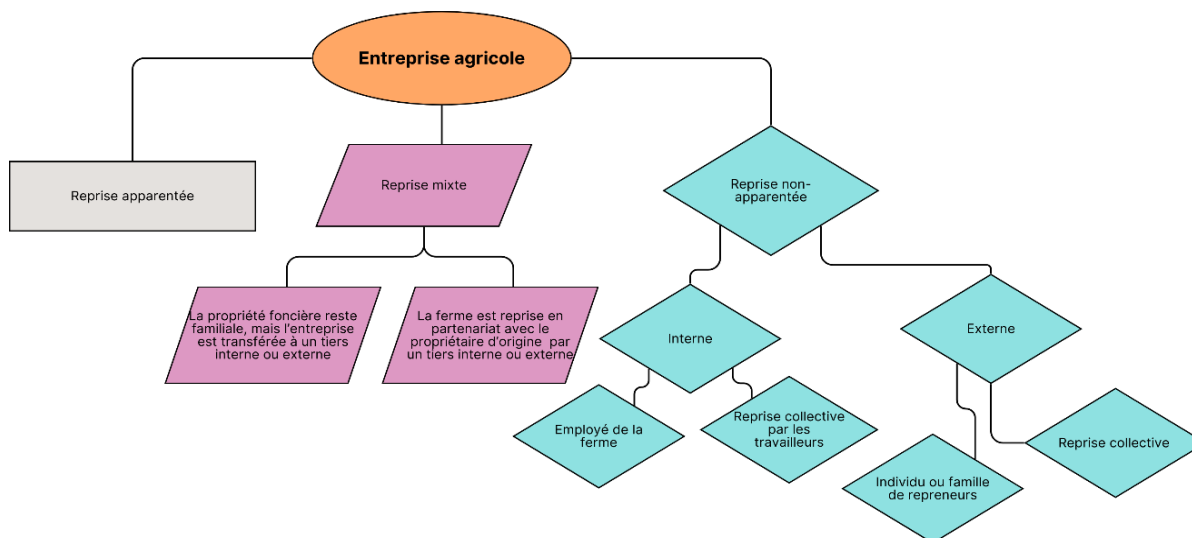 Entreprise agricole
Reprise apparentée
Reprise mixte
Reprise non-
apparentée
La propriété foncière reste
familiale, mais l'entreprise
est transférée à un tiers
interne ou externe
La ferme est reprise en
partenariat avec le
propriétaire d'origine par
un tiers interne ou externe
Interne
Externe
Employé de la
ferme
Reprise collective
par les
travailleurs
Individu ou famille
de repreneurs
Reprise collective